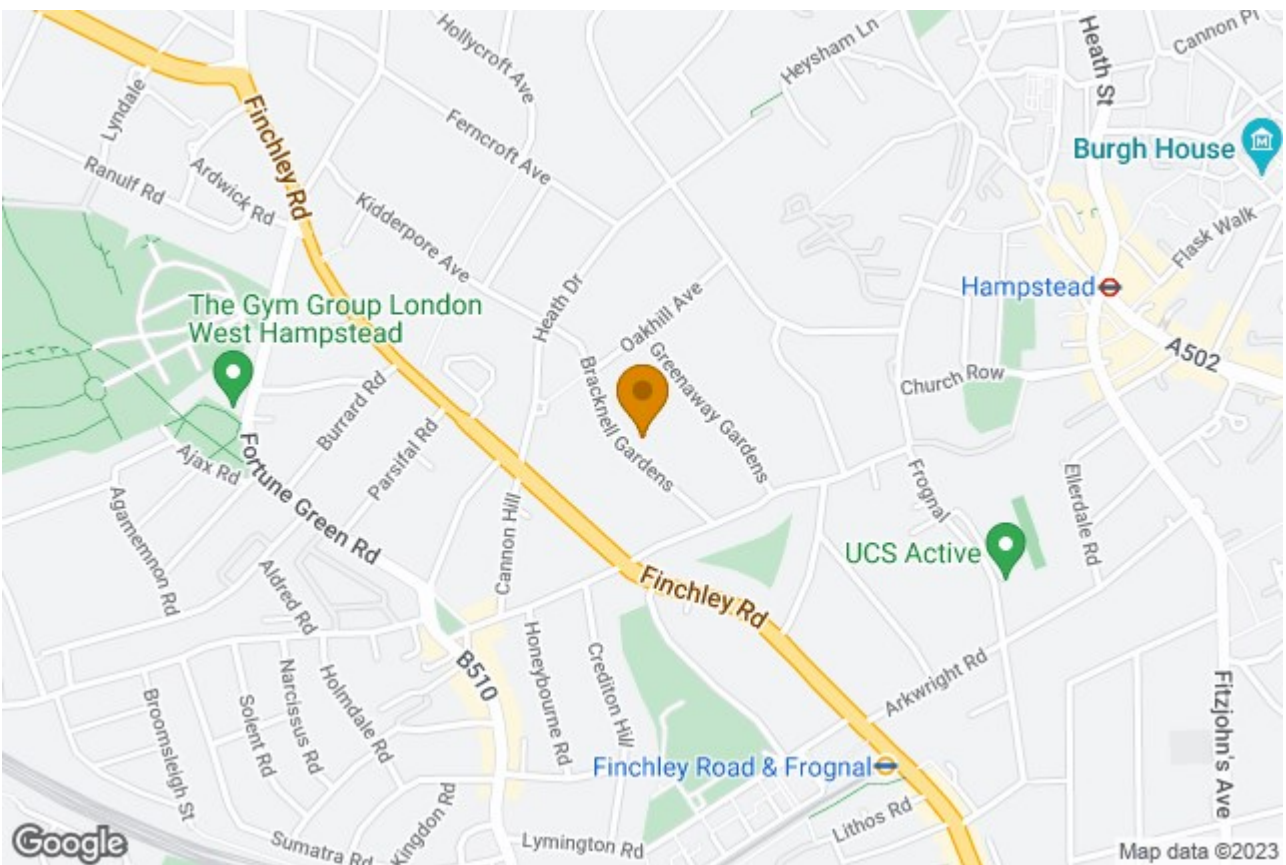 Hollycroft Ave
Heysham Ln
Heath St
Cannon Pl
Lyndale
Finchley Rd
Ferncroft Ave
Burgh House
Ranulf Rd
Ardwick Rd
Kidderpore Ave
Flask Walk
The Gym Group London
West Hampstead
Heath Dr
Oakhill Ave
Hampstead
A502
Greenaway Gardens
Bracknell Gardens
Church Row
Burrard Rd
Parsifal Rd
Ajax Rd
Fortune Green Rd
Frognal
Ellerdale Rd
Agamemnon Rd
Cannon Hill
UCS Active
Aldred Rd
Finchley Rd
Honeybourne Rd
Crediton Hill
B510
Arkwright Rd
Holmdale Rd
Narcissus Rd
Solent Rd
Broomsleigh St
Fitzjohn's Ave
Finchley Road & Frognal
Lithos Rd
Kingdon Rd
Sumatra Rd
Lymington Rd
Google
Map data ©2023